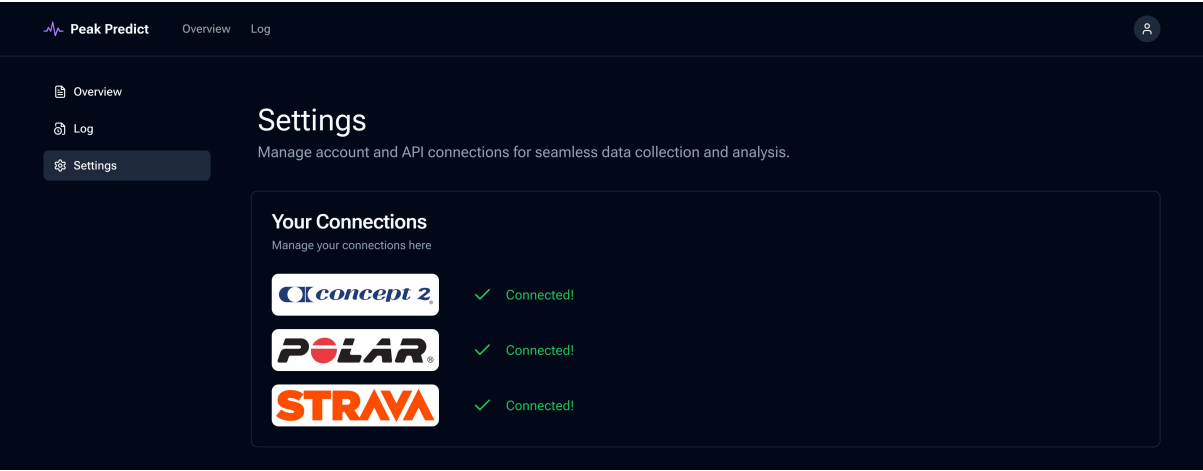 Peak Predict
Overview
Log
Overview
Log
Settings
Settings
Manage account and API connections for seamless data collection and analysis.
Your Connections
Manage your connections here
concept 2®
Connected!
POLAR®
Connected!
STRAVA
Connected!